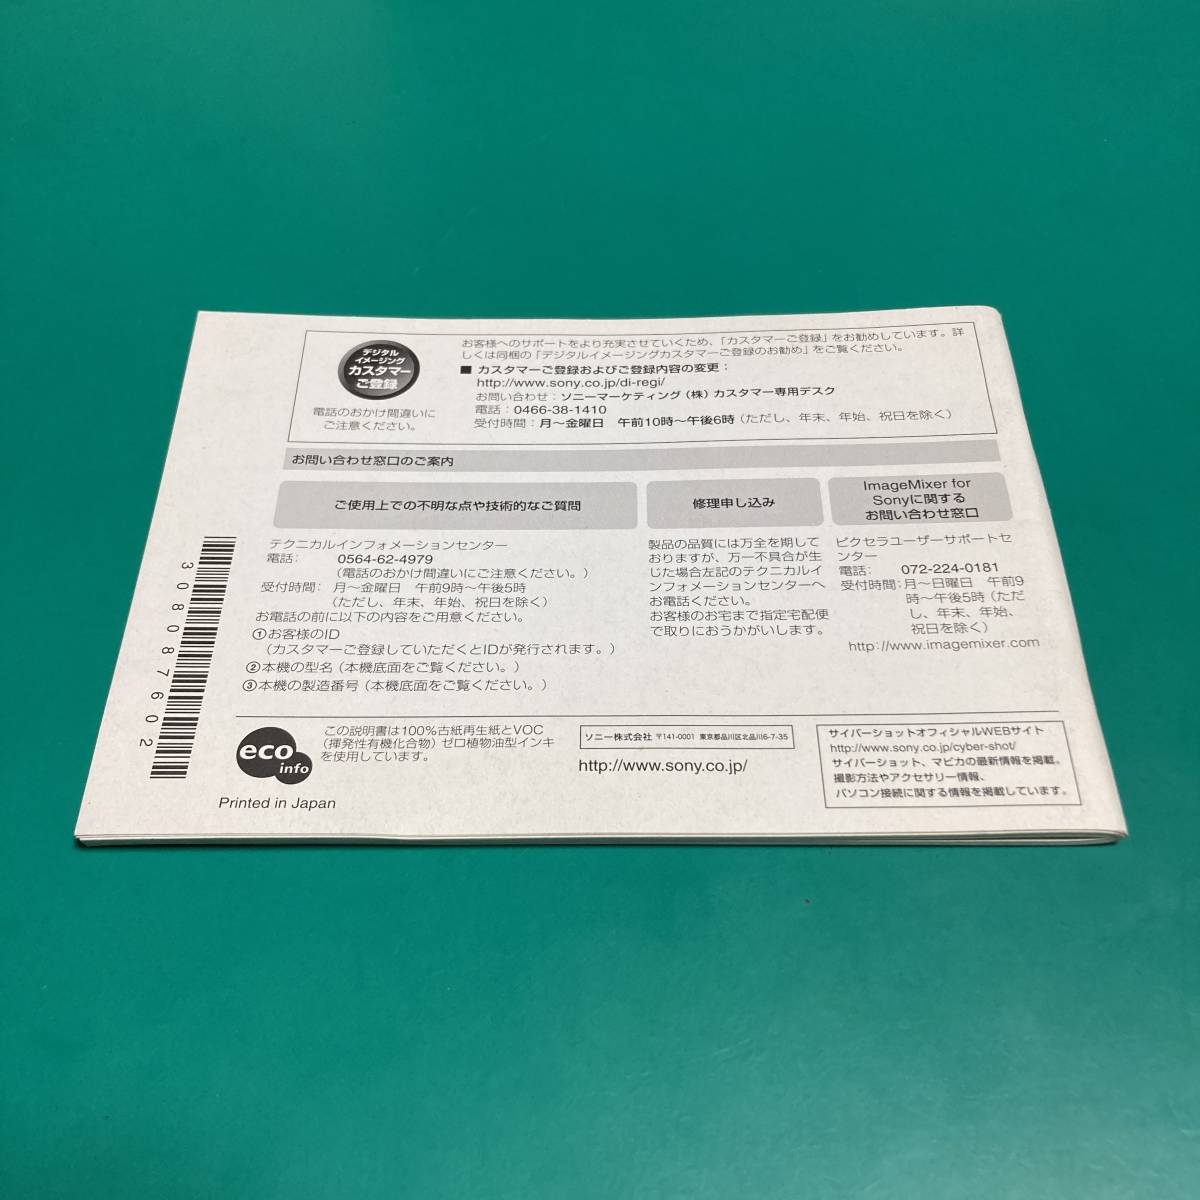 デジタル
イメージング
カスタマー
ご登録
電話のおかけ間違いに
ご注意ください。
お客様へのサポートをより充実させていくため、「カスタマーご登録」をお勧めしています。詳
しくは同梱の「デジタルイメージングカスタマーご登録のお勧め」をご覧ください。
■ カスタマーご登録およびご登録内容の変更：
http://www.sony.co.jp/di-regi/
お問い合わせ：ソニーマーケティング（株）カスタマー専用デスク
電話：0466-38-1410
受付時間：月〜金曜日　午前10時〜午後6時（ただし、年末、年始、祝日を除く）
お問い合わせ窓口のご案内
ご使用上での不明な点や技術的なご質問
テクニカルインフォメーションセンター
電話：　0564-62-4979
（電話のおかけ間違いにご注意ください。）
受付時間：　月〜金曜日　午前9時〜午後5時
（ただし、年末、年始、祝日を除く）
お電話の前に以下の内容をご用意ください。
①お客様のID
（カスタマーご登録していただくとIDが発行されます。）
②本機の型名（本機底面をご覧ください。）
③本機の製造番号（本機底面をご覧ください。）
修理申し込み
製品の品質には万全を期して
おりますが、万一不具合が生
じた場合左記のテクニカルイ
ンフォメーションセンターへ
お電話ください。
お客様のお宅まで指定宅配便
で取りにおうかがいします。
ImageMixer for
Sonyに関する
お問い合わせ窓口
ピクセラユーザーサポートセ
ンター
電話：　072-224-0181
受付時間：月〜日曜日　午前9
時〜午後5時（ただ
し、年末、年始、
祝日を除く）
http://www.imagemixer.com
308087602
eco
info
この説明書は100%古紙再生紙とVOC
（揮発性有機化合物）ゼロ植物油型インキ
を使用しています。
Printed in Japan
ソニー株式会社 〒141-0001 東京都品川区北品川6-7-35
http://www.sony.co.jp/
サイバーショットオフィシャルWEBサイト
http://www.sony.co.jp/cyber-shot/
サイバーショット、マビカの最新情報を掲載。
撮影方法やアクセサリー情報、
パソコン接続に関する情報を掲載しています。